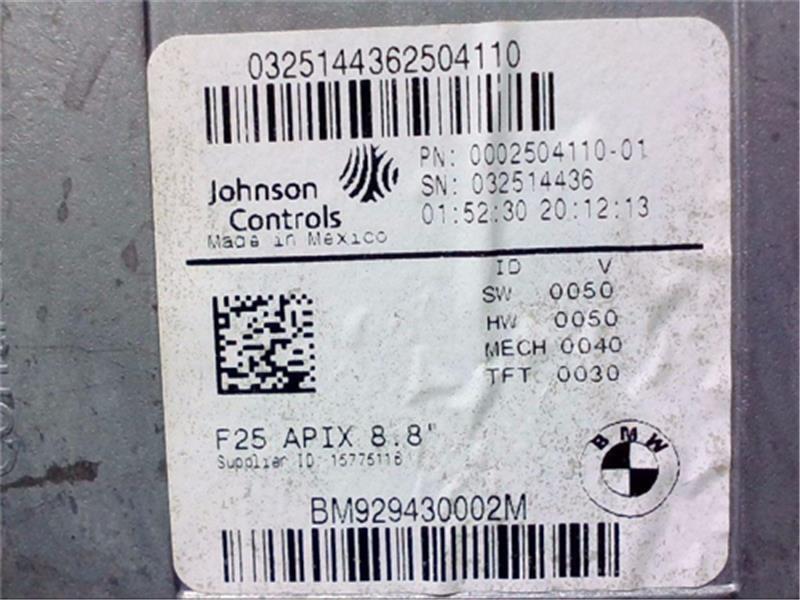 0325144362504110
PN: 0002504110-01
SN: 032514436
01:52:30 20:12:13
Johnson
Controls
Made in Mexico
ID V
SW 0050
HW 0050
MECH 0040
TFT 0030
F25 APIX 8.8"
Supplier ID 15775116
BMW
BM929430002M